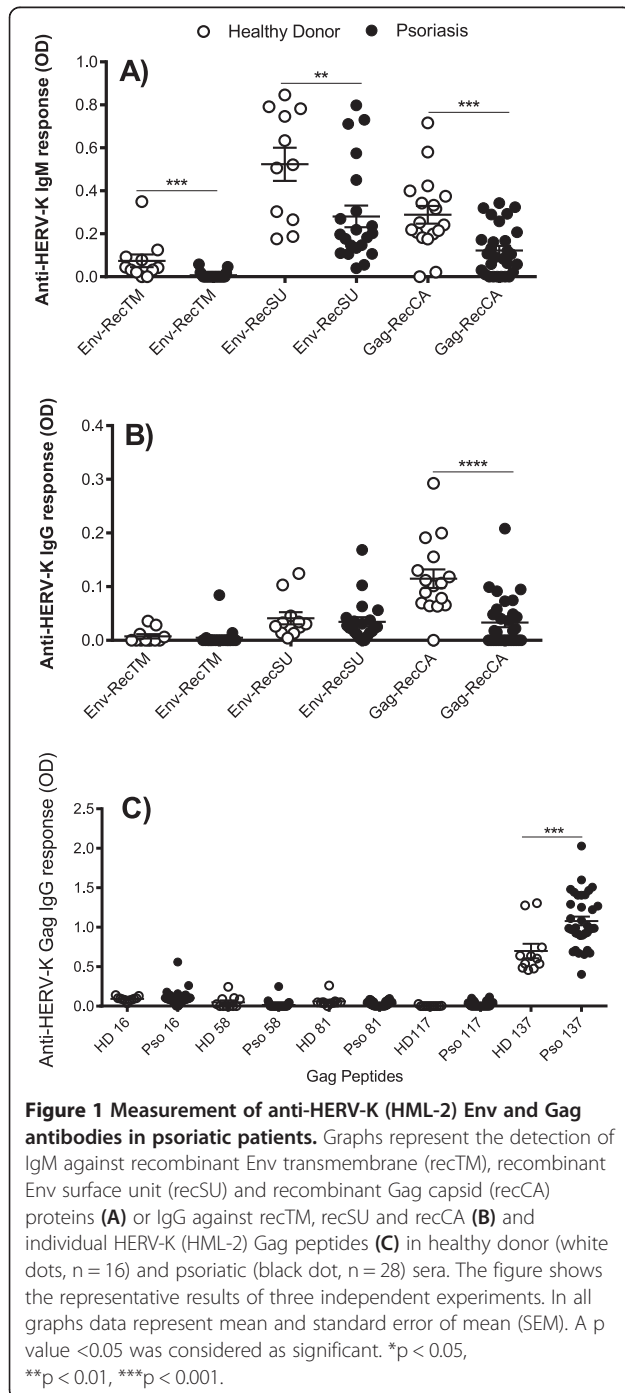 Healthy Donor Psoriasis
A)
Anti-HERV-K IgM response (OD)
1.0
0.8
0.6
0.4
0.2
0.0
***
**
***
Env-RecTM
Env-RecTM
Env-RecSU
Env-RecSU
Gag-RecCA
Gag-RecCA
B)
Anti-HERV-K IgG response (OD)
0.4
0.3
0.2
0.1
0.0
****
Env-RecTM
Env-RecTM
Env-RecSU
Env-RecSU
Gag-RecCA
Gag-RecCA
C)
Anti-HERV-K Gag IgG response (OD)
2.5
2.0
1.5
1.0
0.5
0.0
***
HD 16
Pso 16
HD 58
Pso 58
HD 81
Pso 81
HD117
Pso 117
HD 137
Pso 137
Gag Peptides
Figure 1 Measurement of anti-HERV-K (HML-2) Env and Gag
antibodies in psoriatic patients. Graphs represent the detection of
IgM against recombinant Env transmembrane (recTM), recombinant
Env surface unit (recSU) and recombinant Gag capsid (recCA)
proteins (A) or IgG against recTM, recSU and recCA (B) and
individual HERV-K (HML-2) Gag peptides (C) in healthy donor (white
dots, n = 16) and psoriatic (black dot, n = 28) sera. The figure shows
the representative results of three independent experiments. In all
graphs data represent mean and standard error of mean (SEM). A p
value <0.05 was considered as significant. *p < 0.05,
**p < 0.01, ***p < 0.001.